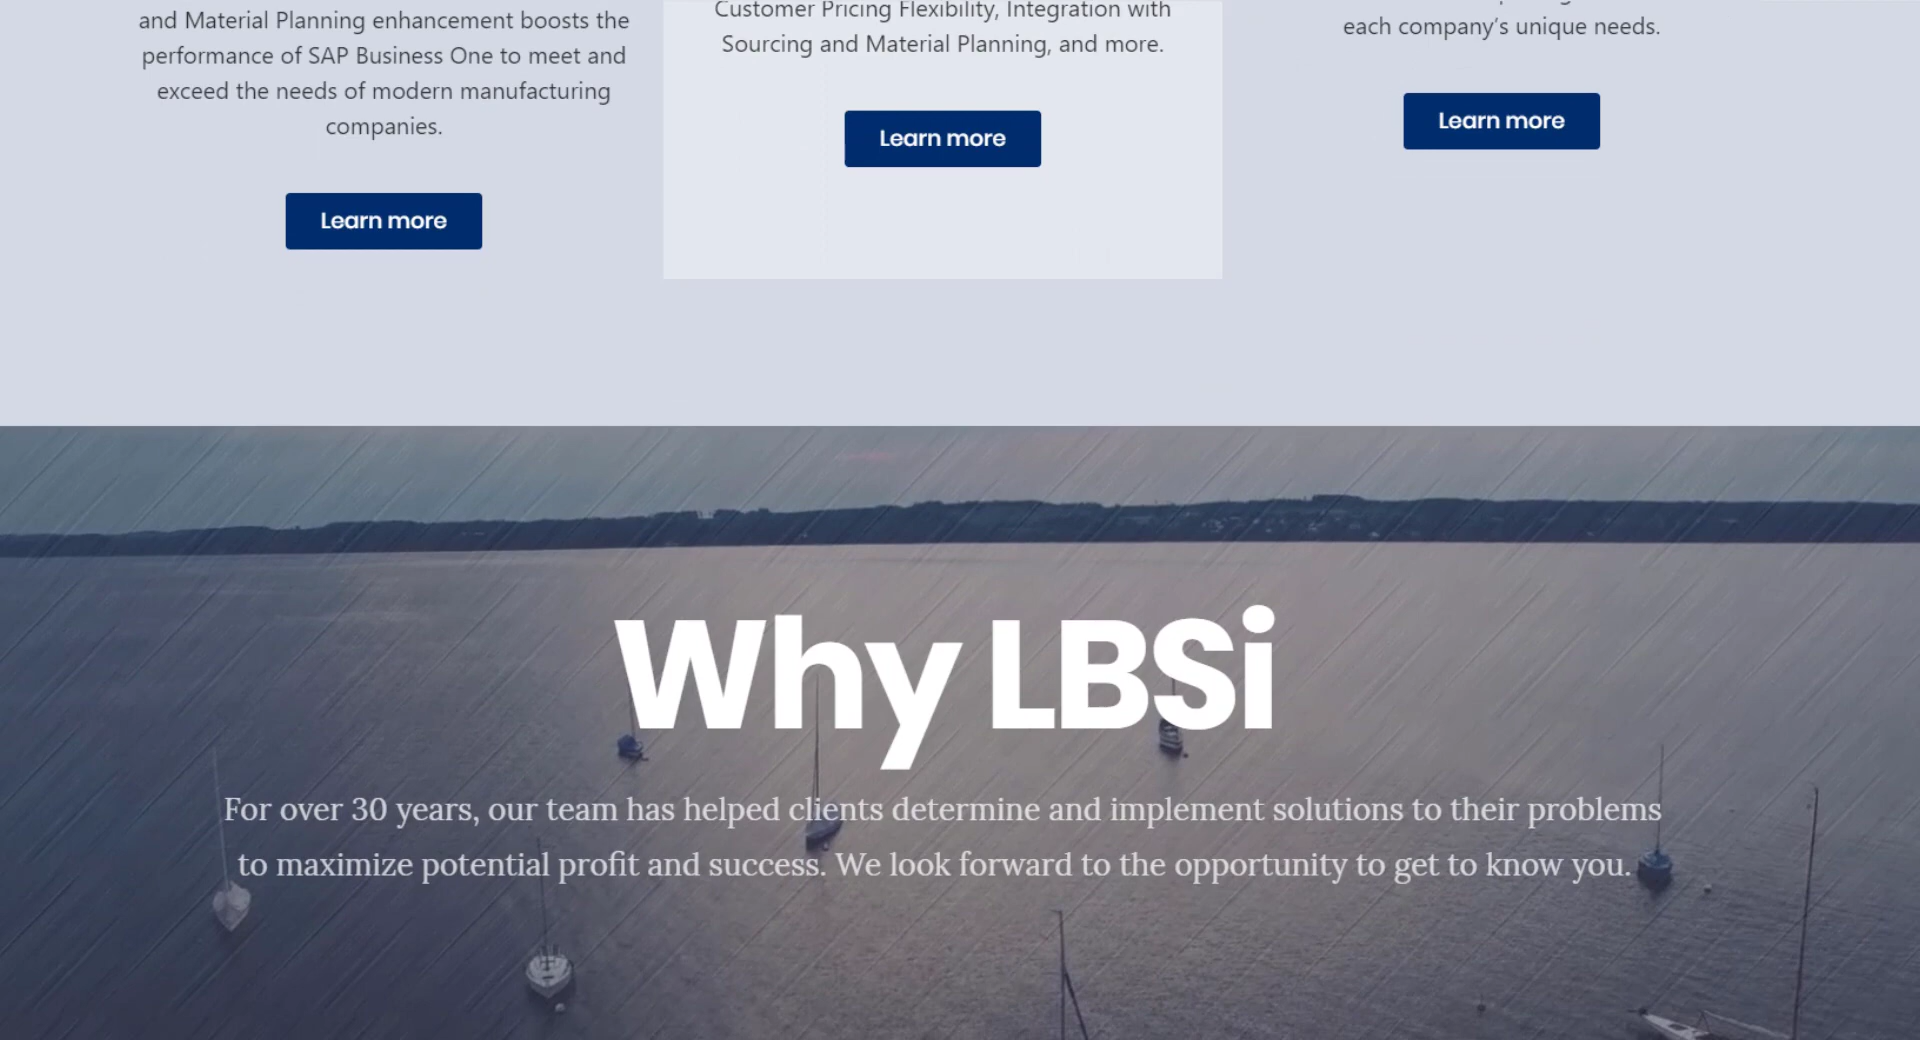 and Material Planning enhancement boosts the
performance of SAP Business One to meet and
exceed the needs of modern manufacturing
companies.
Learn more
Customer Pricing Flexibility, Integration with
Sourcing and Material Planning, and more.
Learn more
each company’s unique needs.
Learn more
Why LBSi
For over 30 years, our team has helped clients determine and implement solutions to their problems
to maximize potential profit and success. We look forward to the opportunity to get to know you.